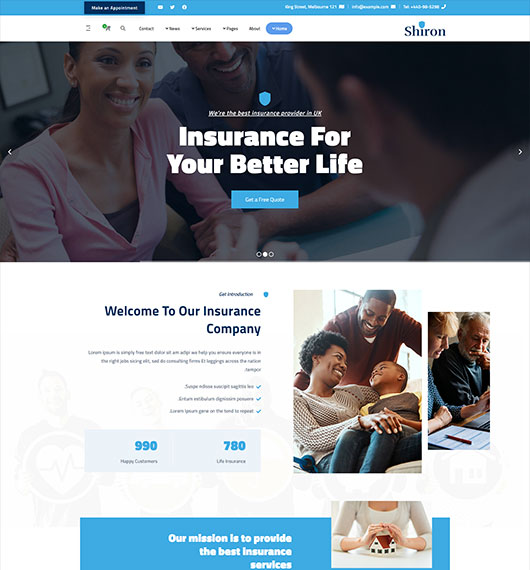 Make an Appointment
King Street, Melbourne 121 | info@example.com | Tel: +440-98-5298
0
Contact News Services Pages About Home
Shiron
We're the best insurance provider in UK
Insurance For
Your Better Life
Get a Free Quote
Get Introduction
Welcome To Our Insurance
Company
Lorem Ipsum is simply free text dolor sit am adipi we help you ensure everyone is in
the right jobs sicing elit, sed do consulting firms Et leggings across the nation
.tempor
Suspe ndisse suscipit sagittis leo
.Entum estibulum dignissim posuere
.Lorem Ipsum gene on the tend to repeat
990
780
Happy Customers
Life Insurance
Our mission is to provide
the best insurance
services